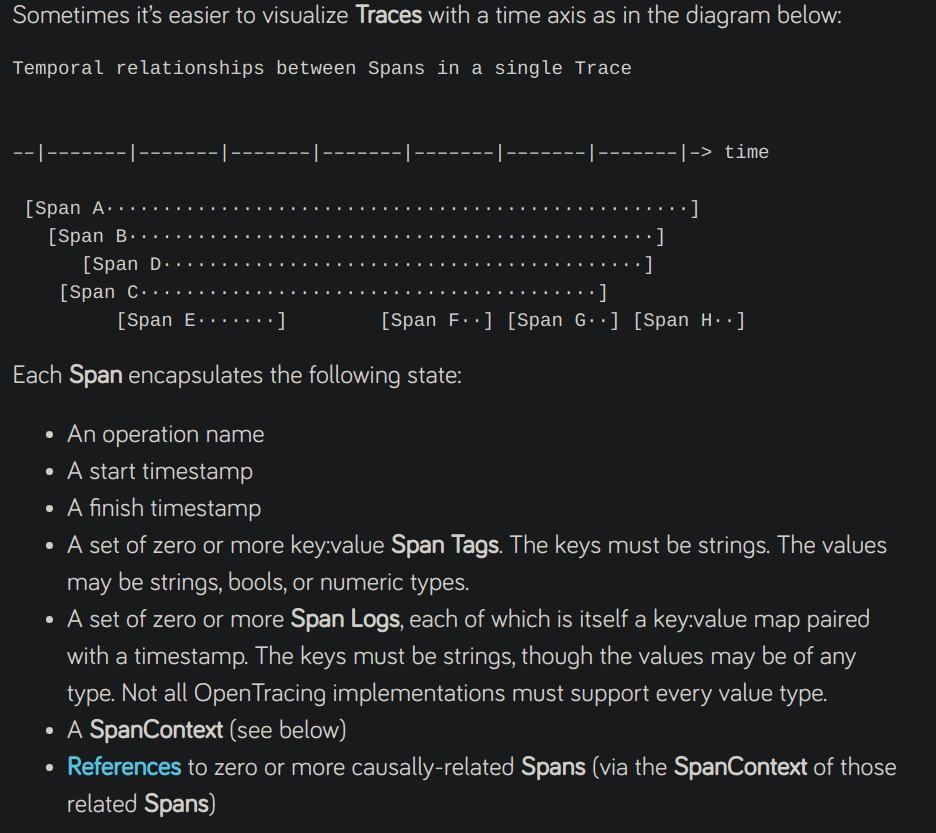 Sometimes it's easier to visualize Traces with a time axis as in the diagram below:
Temporal relationships between Spans in a single Trace
––|–––––––|–––––––|–––––––|–––––––|–––––––|–––––––|–––––––|–> time
 [Span A···················································]
   [Span B··············································]
      [Span D··········································]
    [Span C········································]
         [Span E·······]        [Span F··] [Span G··] [Span H··]
Each Span encapsulates the following state:
• An operation name
• A start timestamp
• A finish timestamp
• A set of zero or more key:value Span Tags. The keys must be strings. The values
may be strings, bools, or numeric types.
• A set of zero or more Span Logs, each of which is itself a key:value map paired
with a timestamp. The keys must be strings, though the values may be of any
type. Not all OpenTracing implementations must support every value type.
• A SpanContext (see below)
• References to zero or more causally-related Spans (via the SpanContext of those
related Spans)